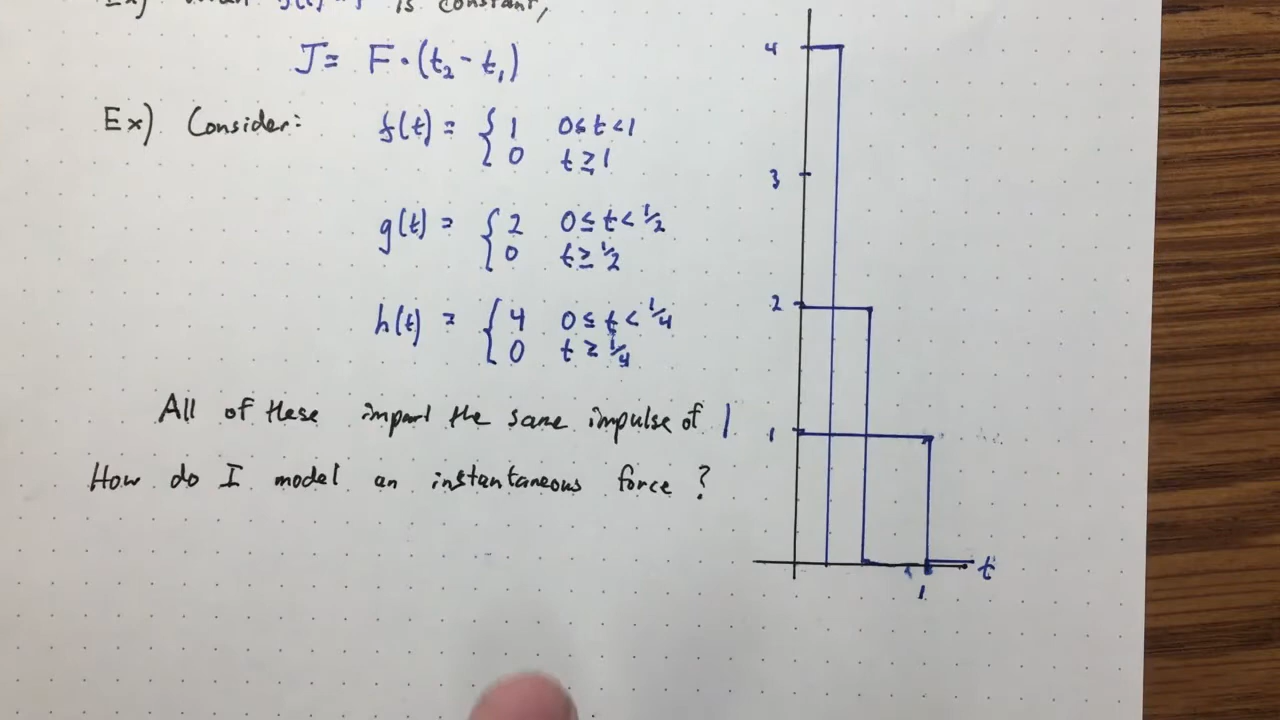 is constant,
J = F · (t₂ - t₁)
Ex) Consider: f(t) = { 1 0 ≤ t < 1
0 t ≥ 1
g(t) = { 2 0 ≤ t < 1/2
0 t ≥ 1/2
h(t) = { 4 0 ≤ t < 1/4
0 t ≥ 1/4
All of these impart the same impulse of 1
How do I model an instantaneous force?
4
3
2
1
t
1